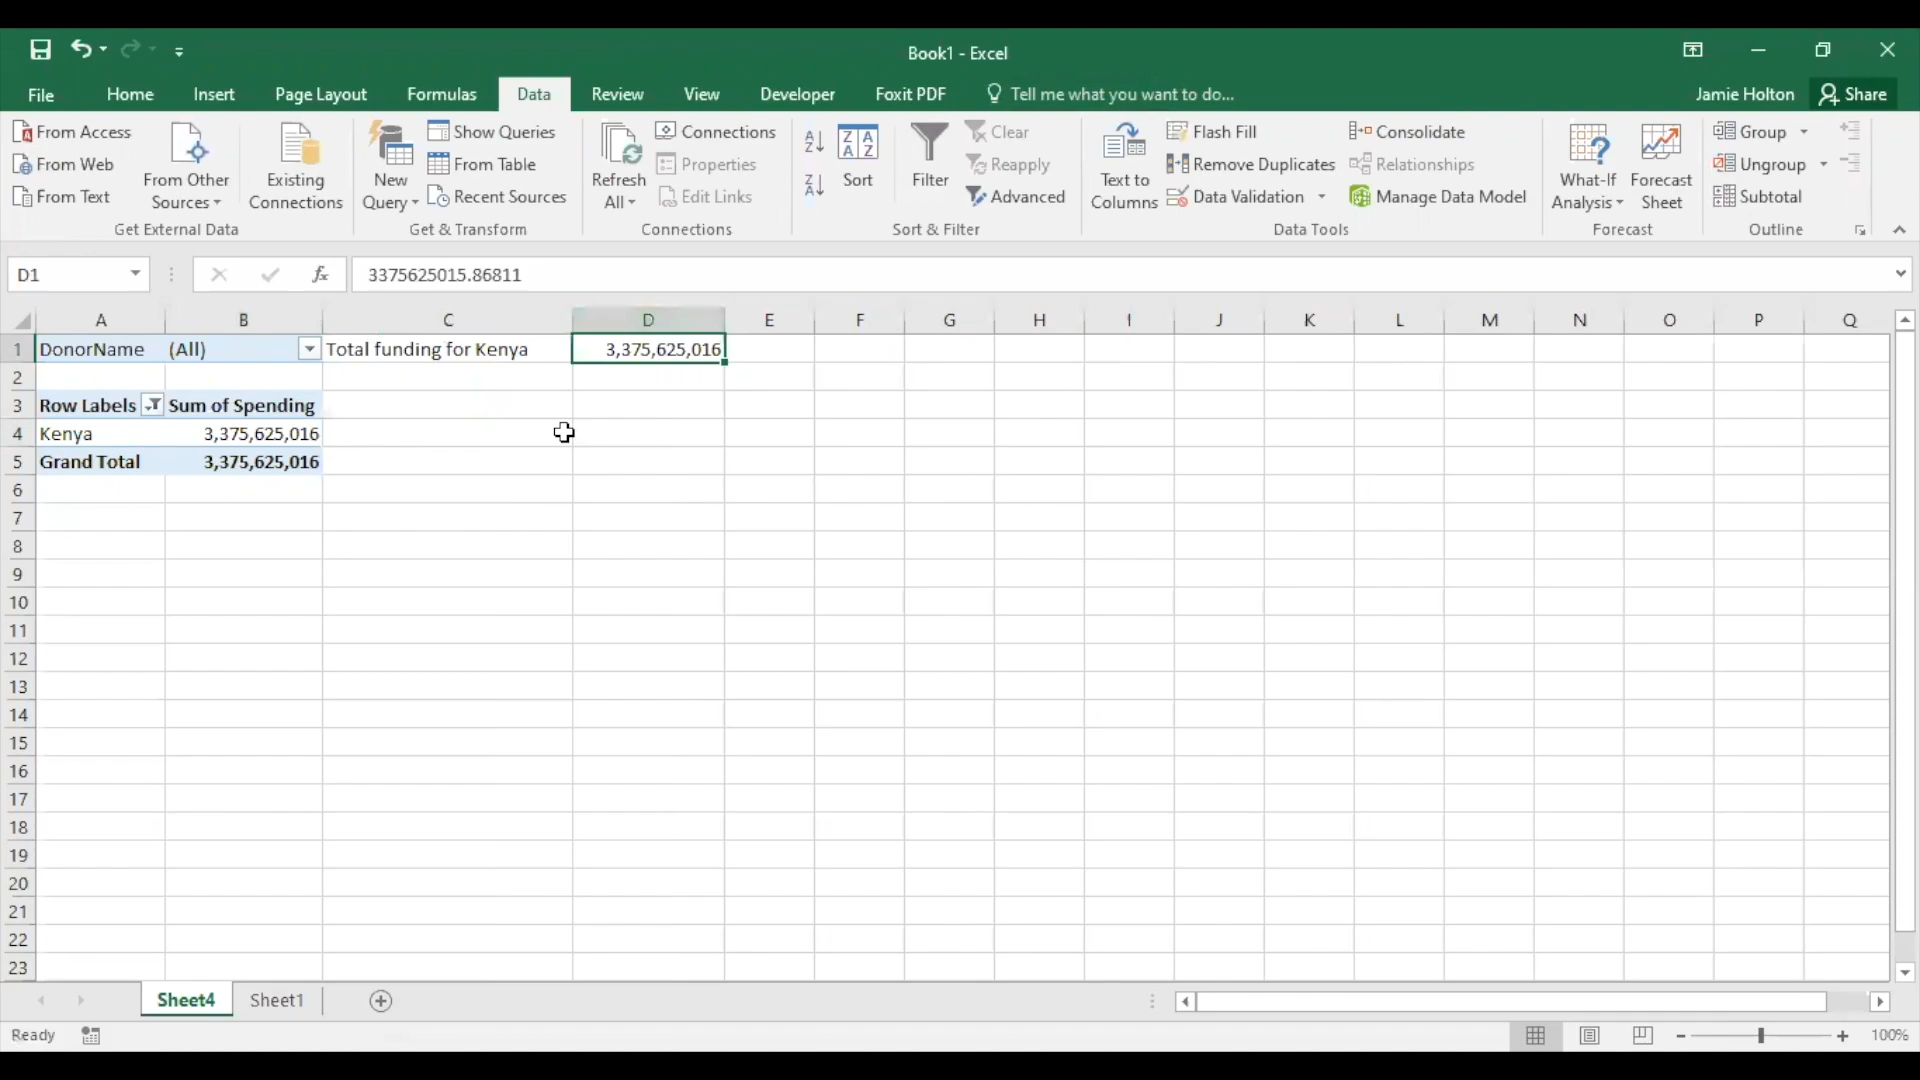 Book1 - Excel
File Home Insert Page Layout Formulas Data Review View Developer Foxit PDF Tell me what you want to do... Jamie Holton Share
From Access
From Web
From Text
From Other
Sources
Existing
Connections
Get External Data
New
Query
Show Queries
From Table
Recent Sources
Get & Transform
Refresh
All
Connections
Properties
Edit Links
Connections
Sort
Filter
Clear
Reapply
Advanced
Sort & Filter
Text to
Columns
Flash Fill
Remove Duplicates
Data Validation
Consolidate
Relationships
Manage Data Model
Data Tools
What-If
Analysis
Forecast
Sheet
Forecast
Group
Ungroup
Subtotal
Outline
D1 fx 3375625015.86811
A B C D E F G H I J K L M N O P Q
1 DonorName (All) Total funding for Kenya 3,375,625,016
2
3 Row Labels Sum of Spending
4 Kenya 3,375,625,016
5 Grand Total 3,375,625,016
6
7
8
9
10
11
12
13
14
15
16
17
18
19
20
21
22
23
Sheet4 Sheet1
Ready 100%